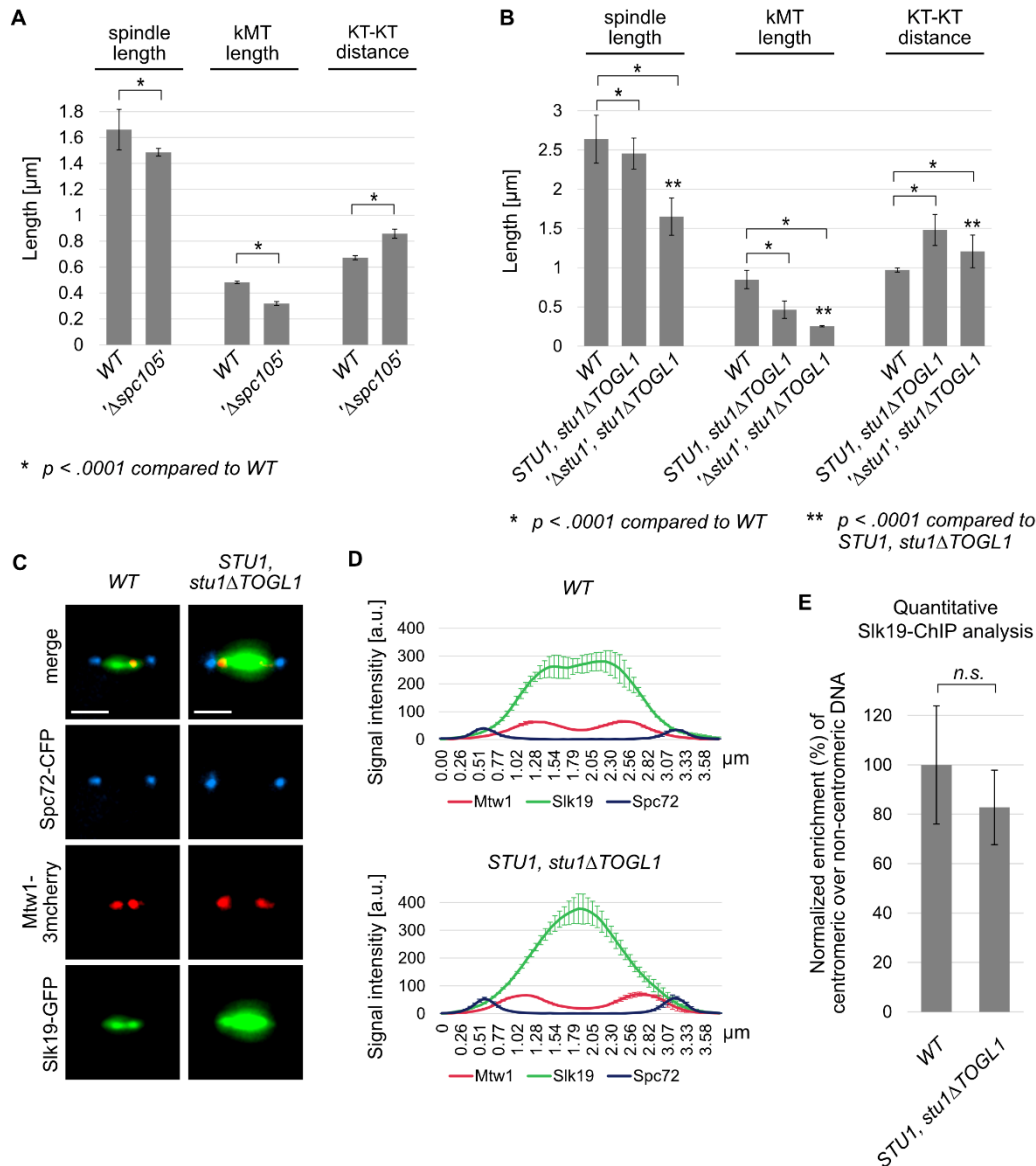 A
spindle length
kMT length
KT-KT distance
Length [µm]
1.8
1.6
1.4
1.2
1
0.8
0.6
0.4
0.2
0
*
*
*
WT
'Δspc105'
WT
'Δspc105'
WT
'Δspc105'
* p < .0001 compared to WT
B
spindle length
kMT length
KT-KT distance
Length [µm]
3
2.5
2
1.5
1
0.5
0
*
*
**
*
*
**
*
*
**
WT
STU1, stu1ΔTOGL1
'Δstu1', stu1ΔTOGL1
WT
STU1, stu1ΔTOGL1
'Δstu1', stu1ΔTOGL1
WT
STU1, stu1ΔTOGL1
'Δstu1', stu1ΔTOGL1
* p < .0001 compared to WT
** p < .0001 compared to
STU1, stu1ΔTOGL1
C
WT
STU1,
stu1ΔTOGL1
merge
Spc72-CFP
Mtw1-
3mcherry
Slk19-GFP
D
WT
Signal intensitiy [a.u.]
400
300
200
100
0
0.00 0.26 0.51 0.77 1.02 1.28 1.54 1.79 2.05 2.30 2.56 2.82 3.07 3.33 3.58 µm
Mtw1 Slk19 Spc72
STU1, stu1ΔTOGL1
Signal intensitiy [a.u.]
400
300
200
100
0
0 0.26 0.51 0.77 1.02 1.28 1.54 1.79 2.05 2.30 2.56 2.82 3.07 3.33 3.58 µm
Mtw1 Slk19 Spc72
E
Quantitative
Slk19-ChIP analysis
n.s.
Normalized enrichment (%) of
centromeric over non-centromeric DNA
120
100
80
60
40
20
0
WT
STU1, stu1ΔTOGL1